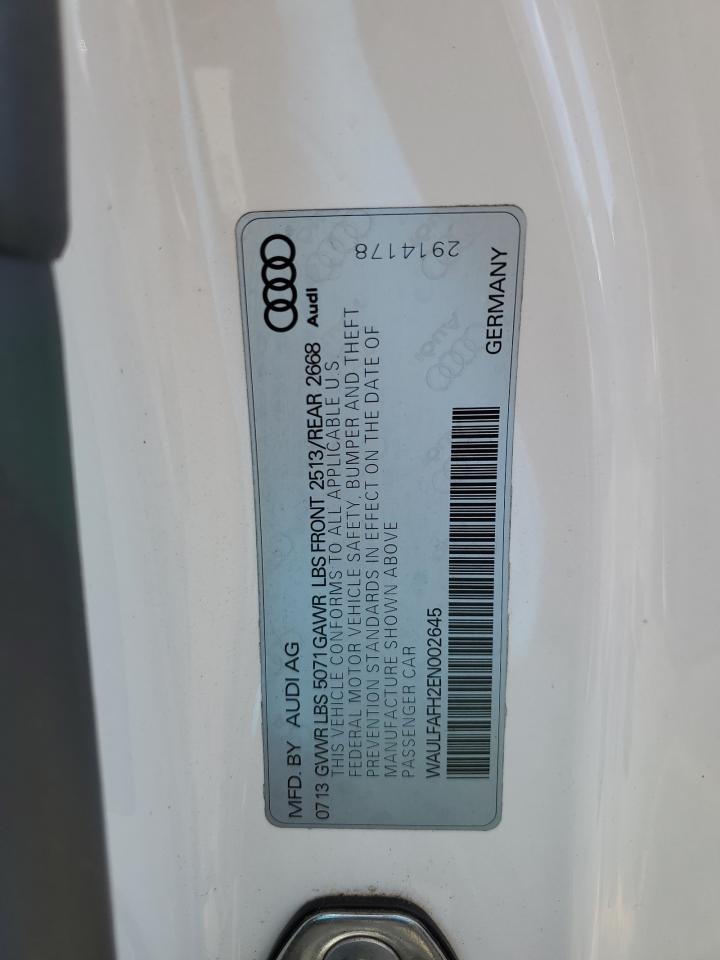 MFD. BY AUDI AG
0713 GVWR LBS 5071 GAWR LBS FRONT 2513/REAR 2668
Audi
THIS VEHICLE CONFORMS TO ALL APPLICABLE U.S.
FEDERAL MOTOR VEHICLE SAFETY, BUMPER AND THEFT
PREVENTION STANDARDS IN EFFECT ON THE DATE OF
MANUFACTURE SHOWN ABOVE
PASSENGER CAR
WAULFAFH2EN002645
GERMANY
2914178
Audi